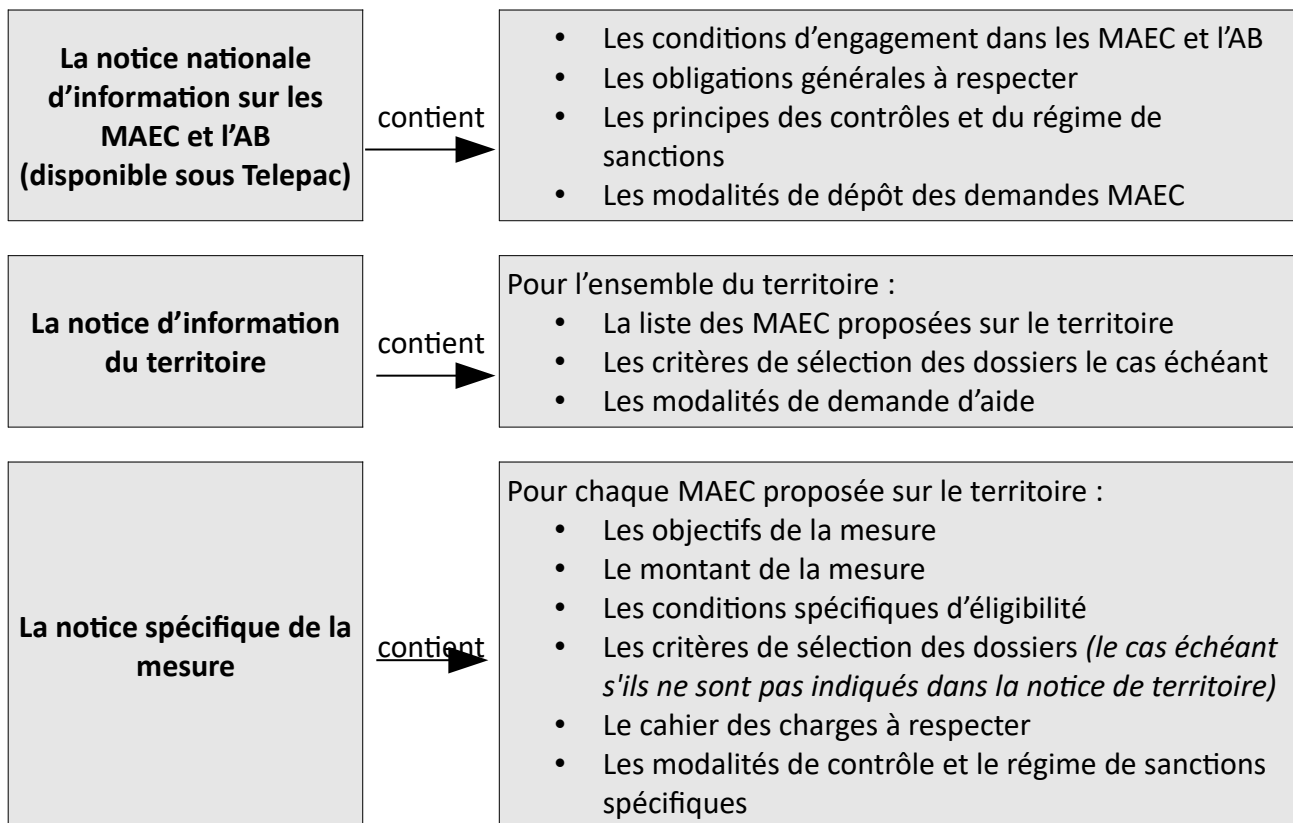 La notice nationale
d’information sur les
MAEC et l’AB
(disponible sous Telepac)
contient
• Les conditions d’engagement dans les MAEC et l’AB
• Les obligations générales à respecter
• Les principes des contrôles et du régime de
sanctions
• Les modalités de dépôt des demandes MAEC
La notice d’information
du territoire
contient
Pour l’ensemble du territoire :
• La liste des MAEC proposées sur le territoire
• Les critères de sélection des dossiers le cas échéant
• Les modalités de demande d’aide
La notice spécifique de la
mesure
contient
Pour chaque MAEC proposée sur le territoire :
• Les objectifs de la mesure
• Le montant de la mesure
• Les conditions spécifiques d’éligibilité
• Les critères de sélection des dossiers (le cas échéant
s'ils ne sont pas indiqués dans la notice de territoire)
• Le cahier des charges à respecter
• Les modalités de contrôle et le régime de sanctions
spécifiques